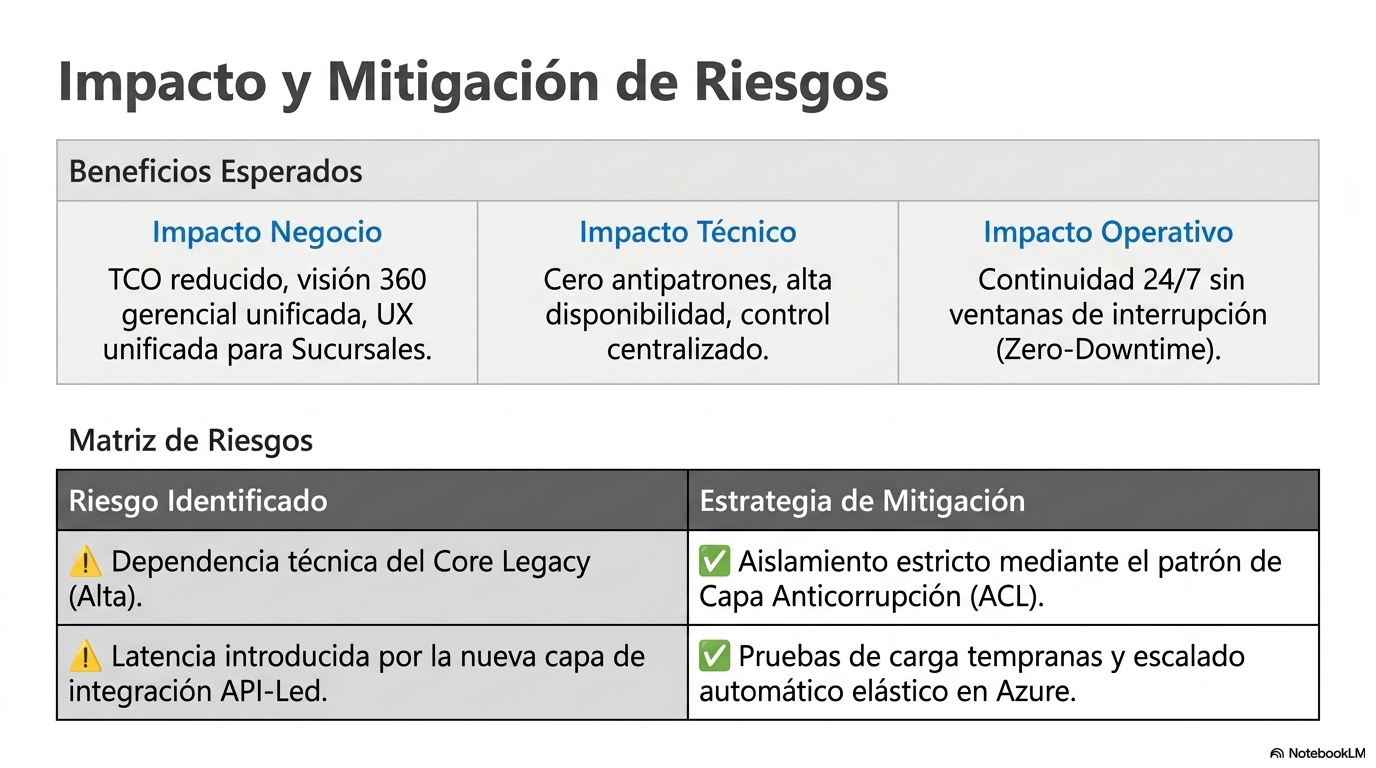 Impacto y Mitigación de Riesgos
Beneficios Esperados
Impacto Negocio
TCO reducido, visión 360
gerencial unificada, UX
unificada para Sucursales.
Impacto Técnico
Cero antipatrones, alta
disponibilidad, control
centralizado.
Impacto Operativo
Continuidad 24/7 sin
ventanas de interrupción
(Zero-Downtime).
Matriz de Riesgos
Riesgo Identificado
Estrategia de Mitigación
⚠️ Dependencia técnica del Core Legacy
(Alta).
✅ Aislamiento estricto mediante el patrón de
Capa Anticorrupción (ACL).
⚠️ Latencia introducida por la nueva capa de
integración API-Led.
✅ Pruebas de carga tempranas y escalado
automático elástico en Azure.
NotebookLM